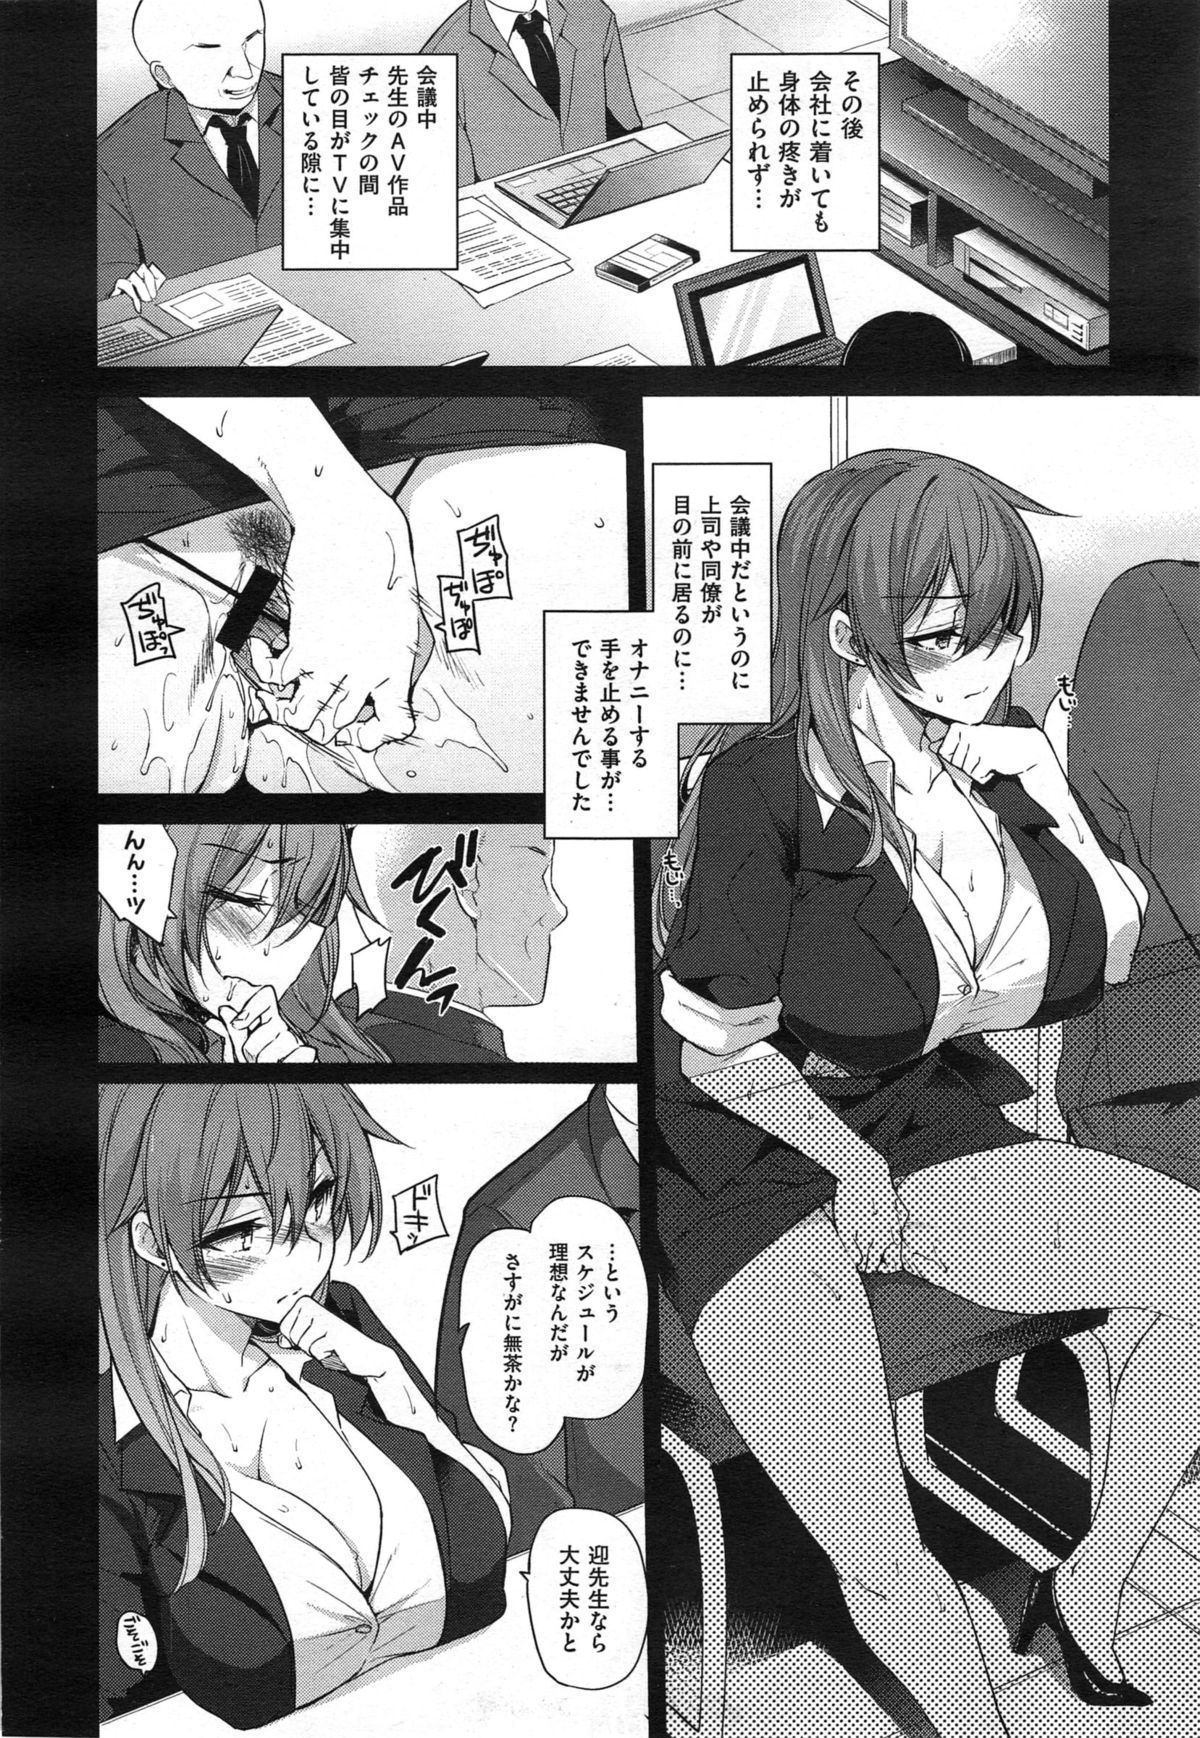 その後
会社に着いても
身体の疼きが
止められず…
会議中
先生のAV作品
チェックの間
皆の目がTVに集中
している隙に…
会議中だというのに
上司や同僚が
目の前に居るのに…
オナニーする
手を止める事が…
できませんでした
もじ…
もじ…、
ぢゅぽ
ぢゅぽ
ぢゅぽっ
びくん
んん…ッ
ドキッ
…という
スケジュールが
理想なんだが
さすがに無茶かな?
迎先生なら
大丈夫かと
ごそごそ